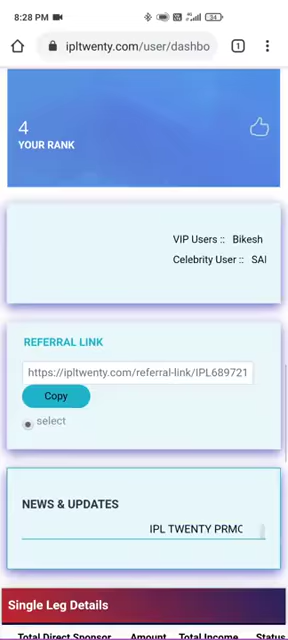 8:28 PM
54
ipltwenty.com/user/dashbo
1
4
YOUR RANK
VIP Users :: Bikesh
Celebrity User :: SAI
REFERRAL LINK
https://ipltwenty.com/referral-link/IPL689721
Copy
select
NEWS & UPDATES
IPL TWENTY PRMO
Single Leg Details
Total Direct Sponsor Amount Total Income Status